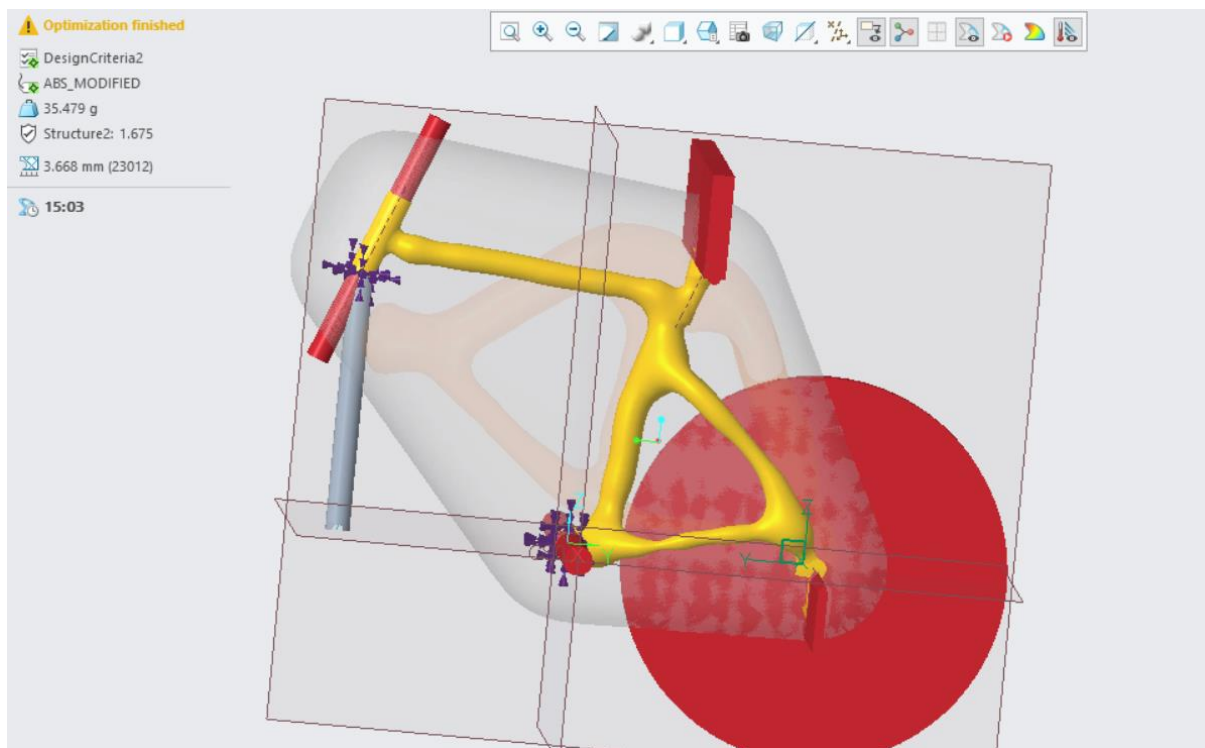 Optimization finished
DesignCriteria2
ABS_MODIFIED
35.479 g
Structure2: 1.675
3.668 mm (23012)
15:03
Y